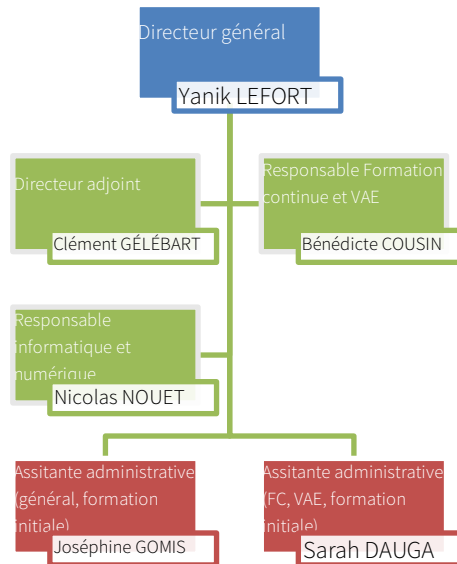 Directeur général
Yanik LEFORT
Directeur adjoint
Clément GÉLÉBART
Responsable Formation
continue et VAE
Bénédicte COUSIN
Responsable
informatique et
numérique
Nicolas NOUET
Assitante administrative
(général, formation
initiale)
Joséphine GOMIS
Assitante administrative
(FC, VAE, formation
initiale)
Sarah DAUGA